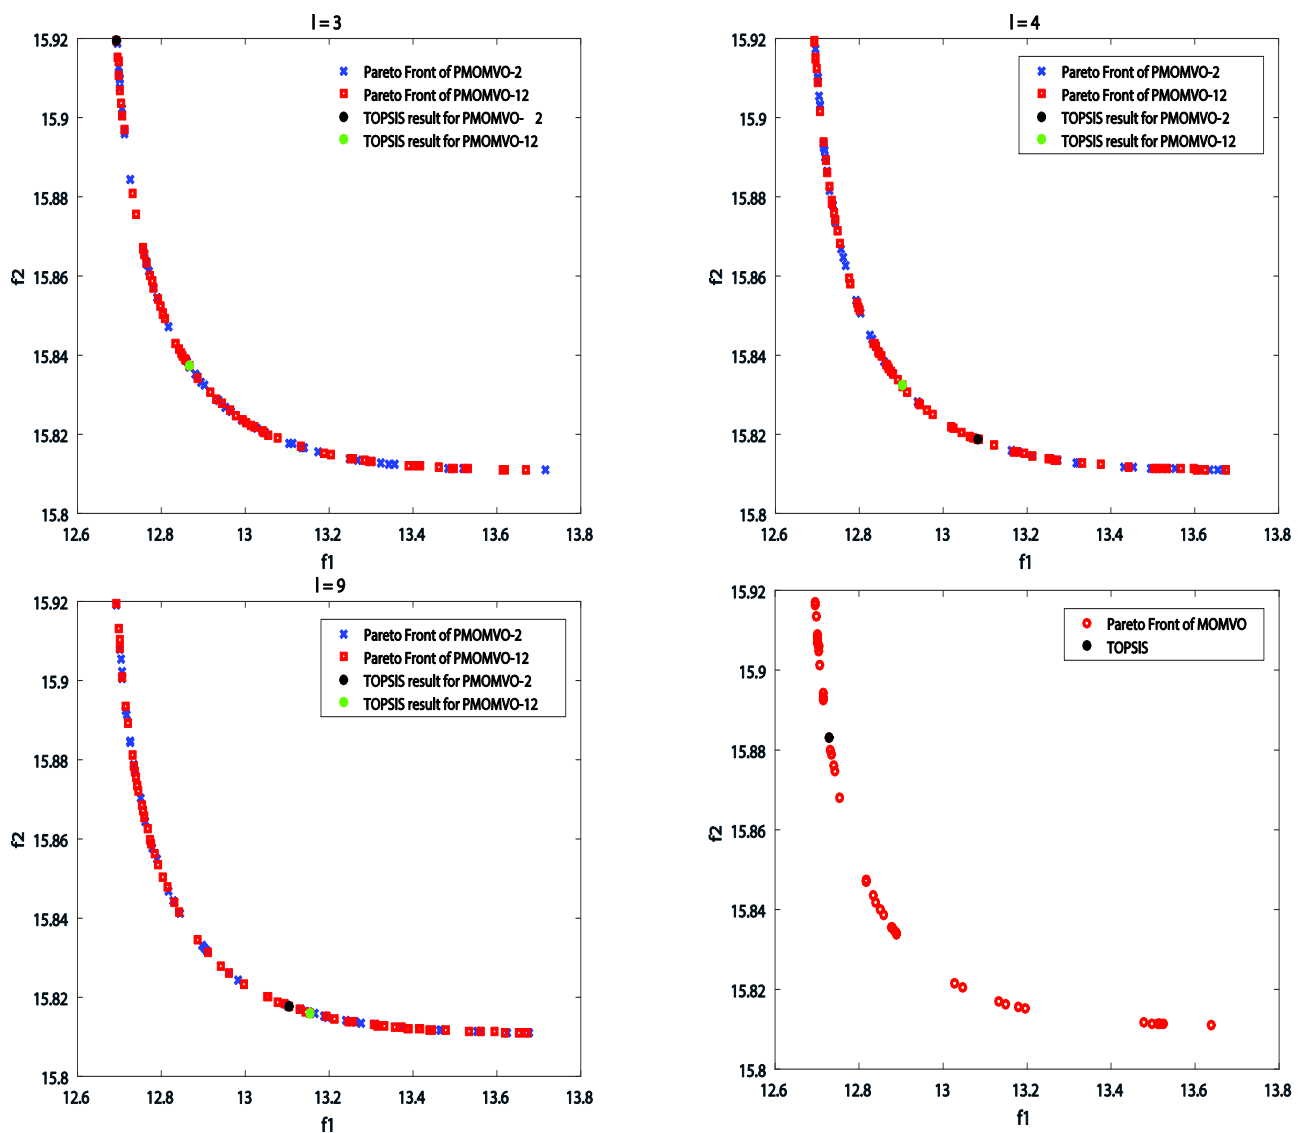 l = 3
15.92
15.9
15.88
15.86
15.84
15.82
15.8
f2
12.6 12.8 13 13.2 13.4 13.6 13.8
f1
Pareto Front of PMOMVO-2
Pareto Front of PMOMVO-12
TOPSIS result for PMOMVO- 2
TOPSIS result for PMOMVO-12
l = 4
15.92
15.9
15.88
15.86
15.84
15.82
15.8
f2
12.6 12.8 13 13.2 13.4 13.6 13.8
f1
Pareto Front of PMOMVO-2
Pareto Front of PMOMVO-12
TOPSIS result for PMOMVO-2
TOPSIS result for PMOMVO-12
l = 9
15.92
15.9
15.88
15.86
15.84
15.82
15.8
f2
12.6 12.8 13 13.2 13.4 13.6 13.8
f1
Pareto Front of PMOMVO-2
Pareto Front of PMOMVO-12
TOPSIS result for PMOMVO-2
TOPSIS result for PMOMVO-12
15.92
15.9
15.88
15.86
15.84
15.82
15.8
f2
12.6 12.8 13 13.2 13.4 13.6 13.8
f1
Pareto Front of MOMVO
TOPSIS